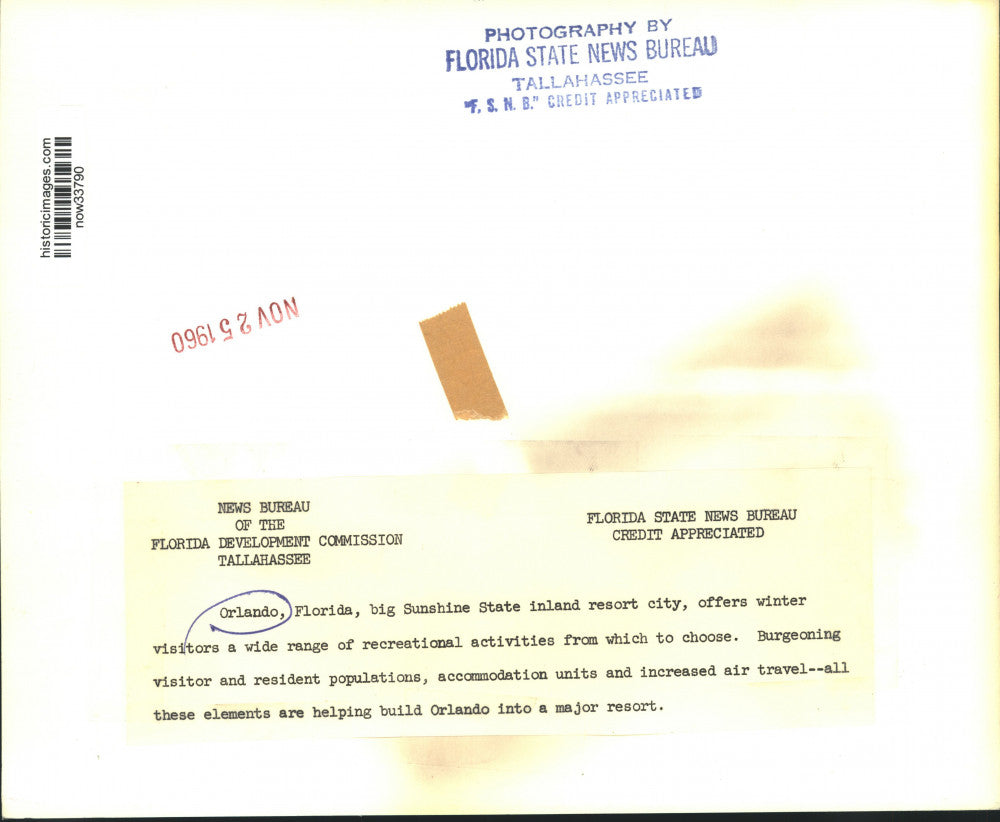 PHOTOGRAPHY BY
FLORIDA STATE NEWS BUREAU
TALLAHASSEE
"F. S. N. B." CREDIT APPRECIATED
historicimages.com
now33790
NOV 25 1960
NEWS BUREAU
OF THE
FLORIDA DEVELOPMENT COMMISSION
TALLAHASSEE
FLORIDA STATE NEWS BUREAU
CREDIT APPRECIATED
Orlando, Florida, big Sunshine State inland resort city, offers winter
visitors a wide range of recreational activities from which to choose. Burgeoning
visitor and resident populations, accommodation units and increased air travel--all
these elements are helping build Orlando into a major resort.